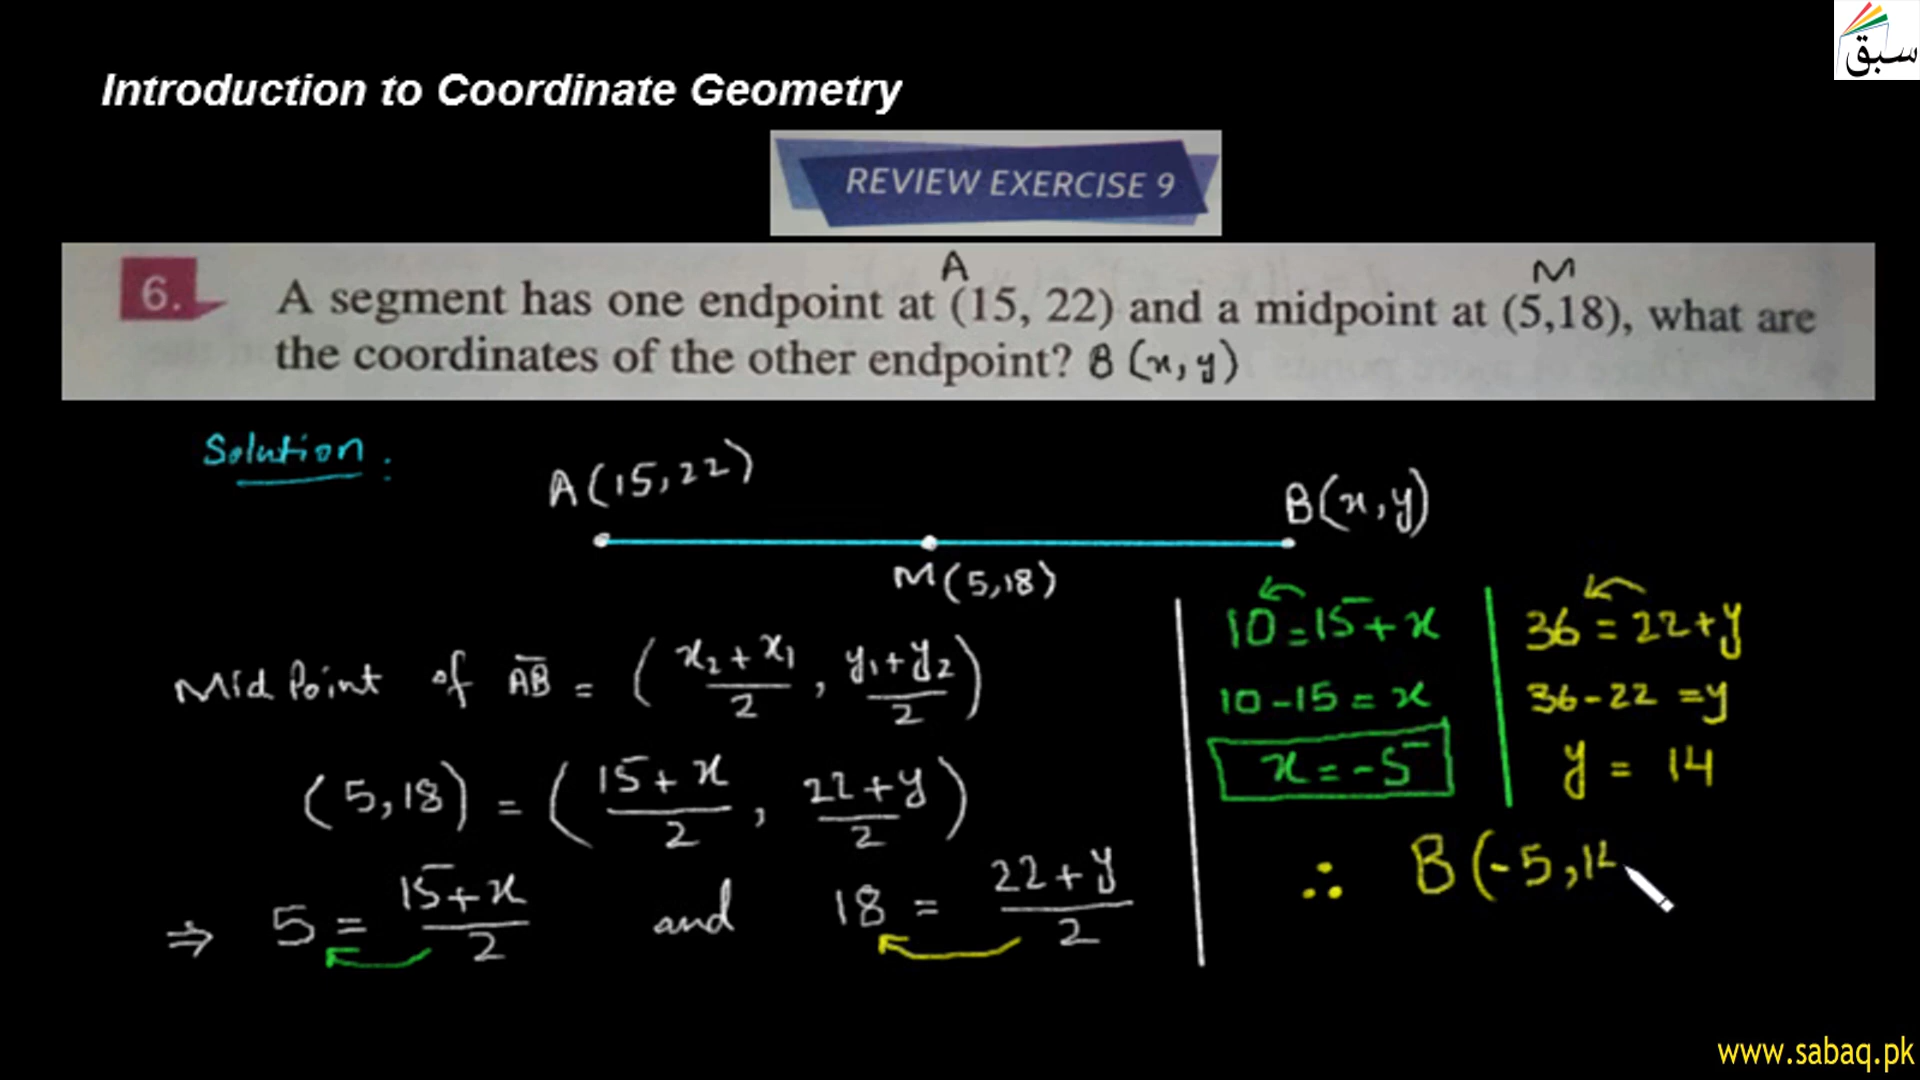 سبق
Introduction to Coordinate Geometry
REVIEW EXERCISE 9
A
M
6. A segment has one endpoint at (15, 22) and a midpoint at (5,18), what are
the coordinates of the other endpoint? B (x, y)
Solution :
A(15,22)
B(x,y)
M(5,18)
Mid Point of AB̅ = ( x₂+x₁/2 , y₁+y₂/2 )
(5,18) = ( 15+x/2 , 22+y/2 )
⇒ 5 = 15+x/2 and 18 = 22+y/2
10=15+x
10-15=x
x=-5
36=22+y
36-22=y
y=14
∴ B(-5,14
www.sabaq.pk